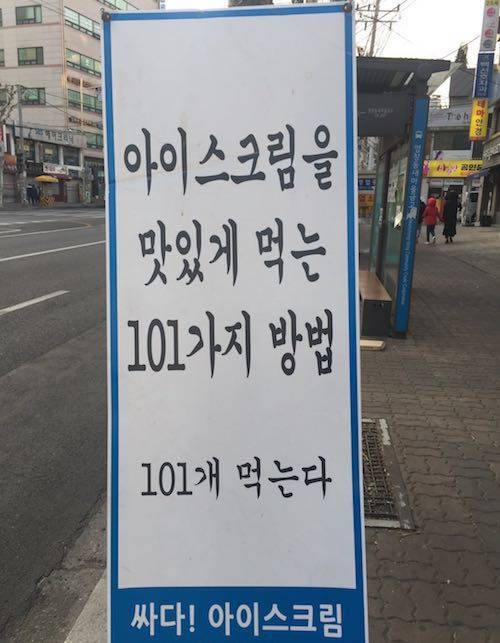 아이스크림을
맛있게 먹는
101가지 방법
101개 먹는다
싸다! 아이스크림